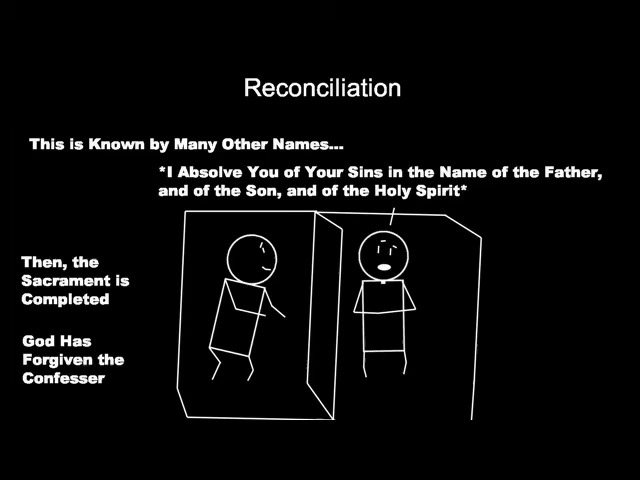 Reconciliation
This is Known by Many Other Names...
*I Absolve You of Your Sins in the Name of the Father,
and of the Son, and of the Holy Spirit*
Then, the
Sacrament is
Completed
God Has
Forgiven the
Confesser